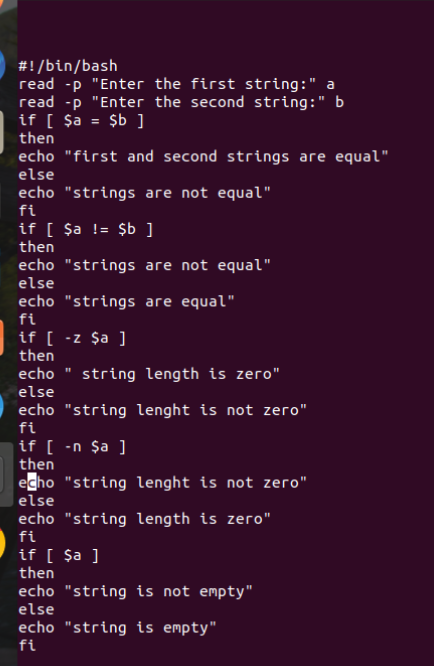 #!/bin/bash
read -p "Enter the first string:" a
read -p "Enter the second string:" b
if [ $a = $b ]
then
echo "first and second strings are equal"
else
echo "strings are not equal"
fi
if [ $a != $b ]
then
echo "strings are not equal"
else
echo "strings are equal"
fi
if [ -z $a ]
then
echo " string length is zero"
else
echo "string lenght is not zero"
fi
if [ -n $a ]
then
echo "string lenght is not zero"
else
echo "string length is zero"
fi
if [ $a ]
then
echo "string is not empty"
else
echo "string is empty"
fi